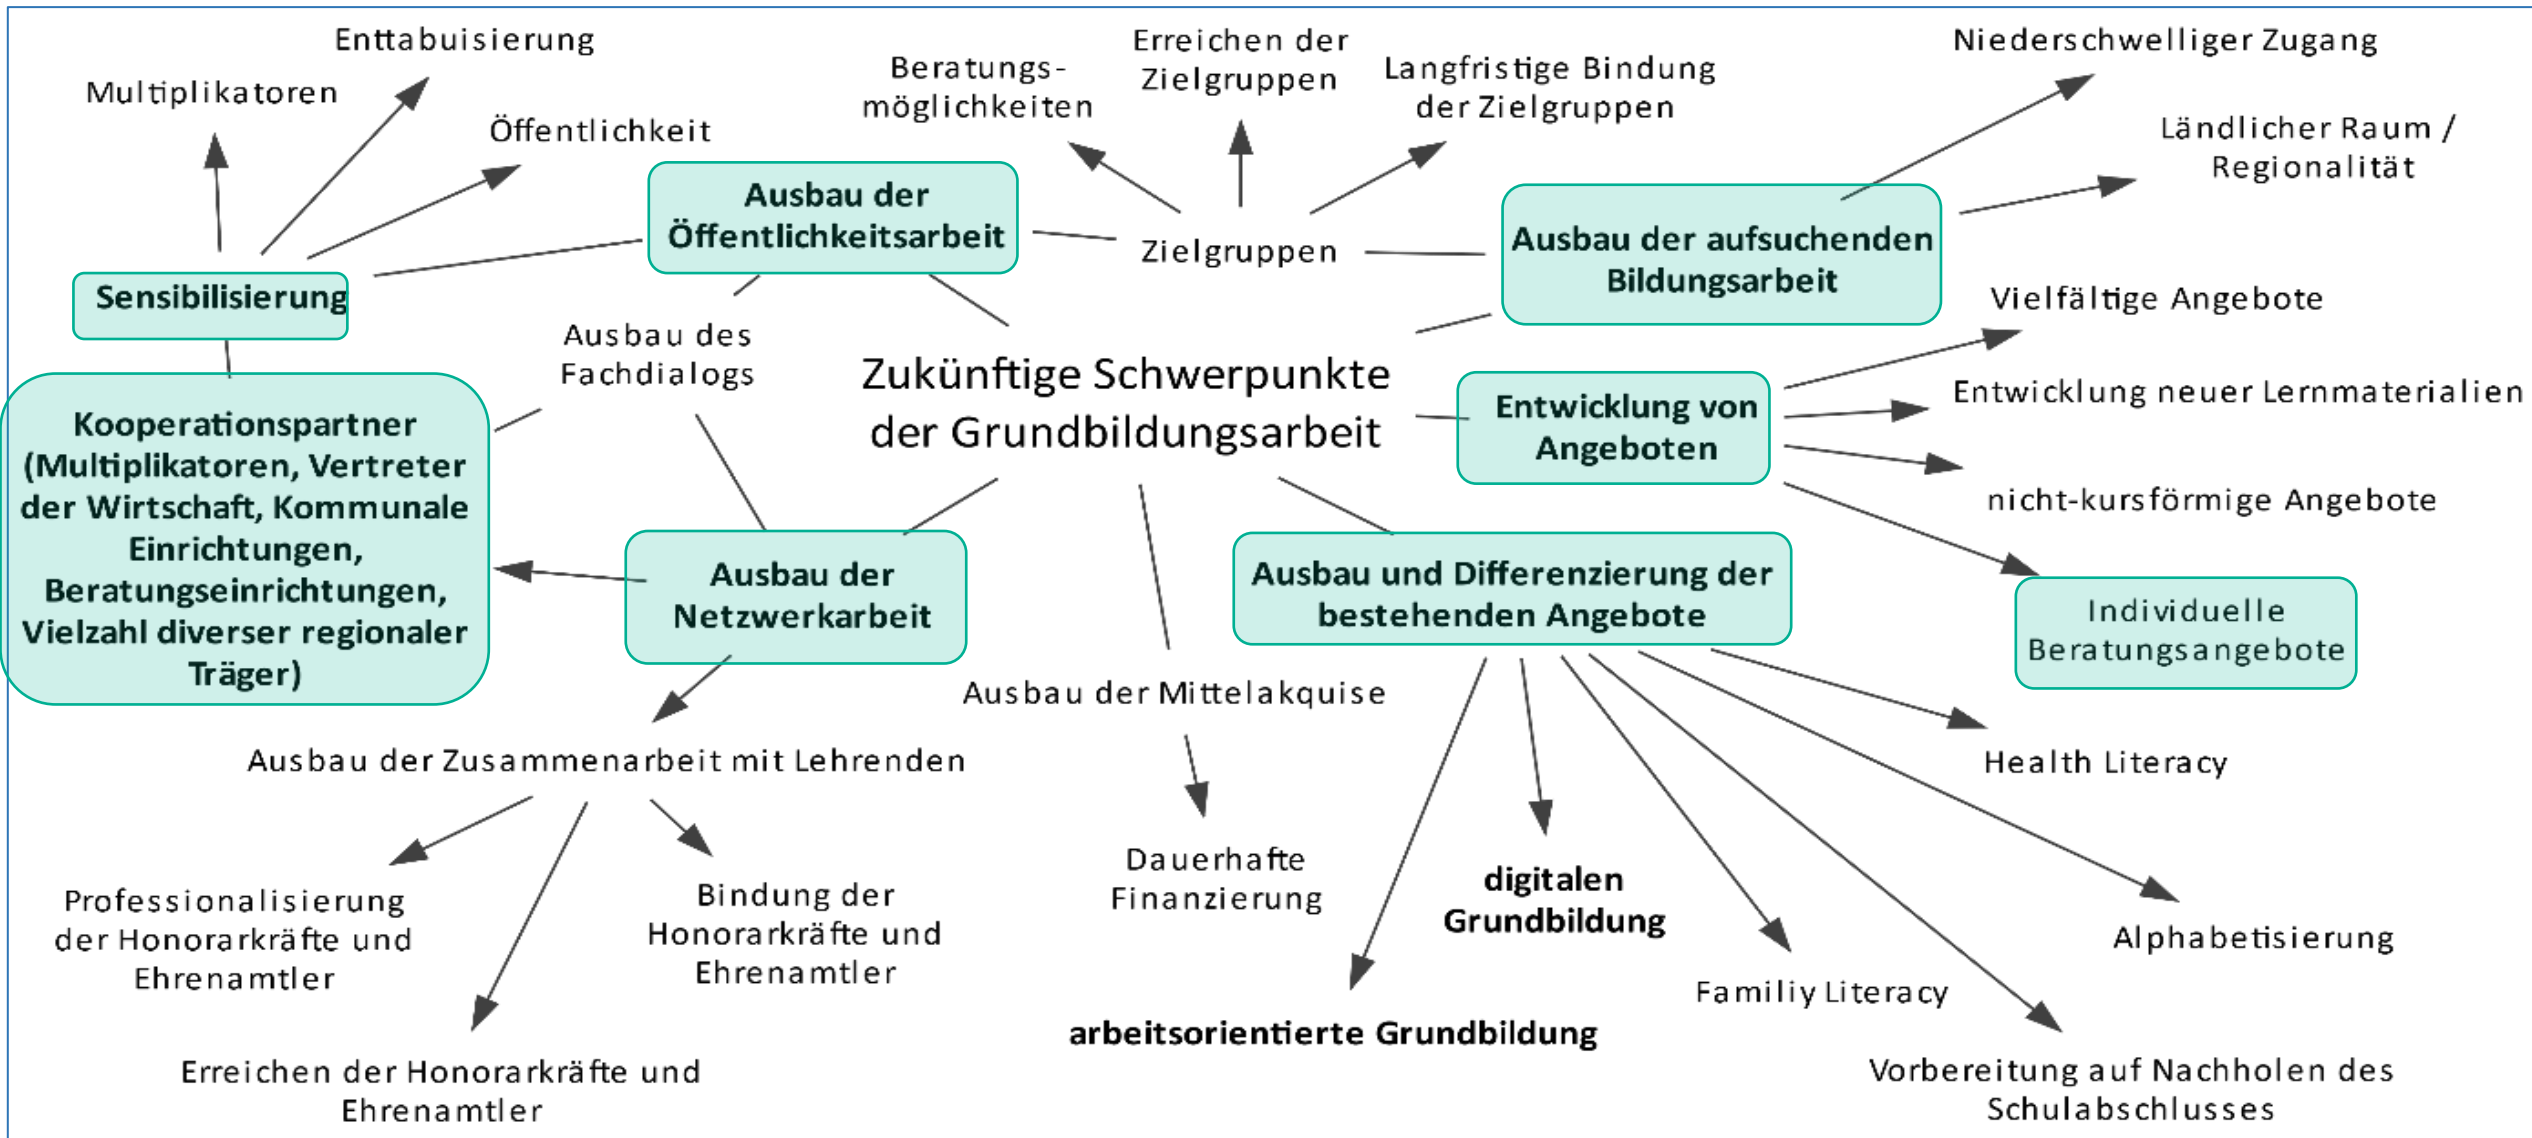 Enttabuisierung
Multiplikatoren
Öffentlichkeit
Beratungs-
möglichkeiten
Erreichen der
Zielgruppen
Langfristige Bindung
der Zielgruppen
Niederschwelliger Zugang
Ländlicher Raum /
Regionalität
Ausbau der
Öffentlichkeitsarbeit
Zielgruppen
Ausbau der aufsuchenden
Bildungsarbeit
Sensibilisierung
Ausbau des
Fachdialogs
Zukünftige Schwerpunkte
der Grundbildungsarbeit
Vielfältige Angebote
Entwicklung von
Angeboten
Entwicklung neuer Lernmaterialien
nicht-kursförmige Angebote
Individuelle
Beratungsangebote
Kooperationspartner
(Multiplikatoren, Vertreter
der Wirtschaft, Kommunale
Einrichtungen,
Beratungseinrichtungen,
Vielzahl diverser regionaler
Träger)
Ausbau der
Netzwerkarbeit
Ausbau und Differenzierung der
bestehenden Angebote
Ausbau der Mittelakquise
Ausbau der Zusammenarbeit mit Lehrenden
Health Literacy
Dauerhafte
Finanzierung
digitalen
Grundbildung
Professionalisierung
der Honorarkräfte und
Ehrenamtler
Bindung der
Honorarkräfte und
Ehrenamtler
Alphabetisierung
Familiy Literacy
arbeitsorientierte Grundbildung
Erreichen der Honorarkräfte und
Ehrenamtler
Vorbereitung auf Nachholen des
Schulabschlusses